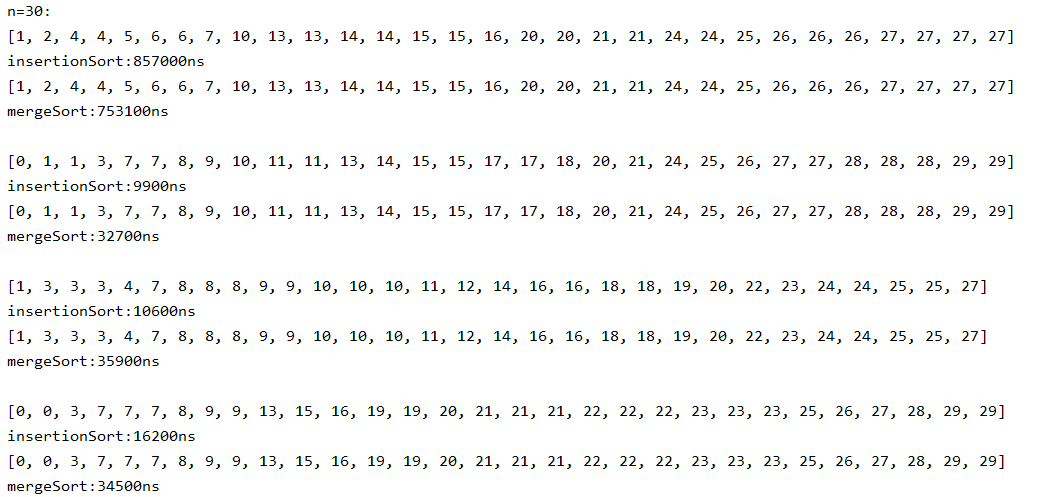 n=30:
[1, 2, 4, 4, 5, 6, 6, 7, 10, 13, 13, 14, 14, 15, 15, 16, 20, 20, 21, 21, 24, 24, 25, 26, 26, 26, 27, 27, 27, 27]
insertionSort:857000ns
[1, 2, 4, 4, 5, 6, 6, 7, 10, 13, 13, 14, 14, 15, 15, 16, 20, 20, 21, 21, 24, 24, 25, 26, 26, 26, 27, 27, 27, 27]
mergeSort:753100ns
[0, 1, 1, 3, 7, 7, 8, 9, 10, 11, 11, 13, 14, 15, 15, 17, 17, 18, 20, 21, 24, 25, 26, 27, 27, 28, 28, 28, 29, 29]
insertionSort:9900ns
[0, 1, 1, 3, 7, 7, 8, 9, 10, 11, 11, 13, 14, 15, 15, 17, 17, 18, 20, 21, 24, 25, 26, 27, 27, 28, 28, 28, 29, 29]
mergeSort:32700ns
[1, 3, 3, 3, 4, 7, 8, 8, 8, 9, 9, 10, 10, 10, 11, 12, 14, 16, 16, 18, 18, 19, 20, 22, 23, 24, 24, 25, 25, 27]
insertionSort:10600ns
[1, 3, 3, 3, 4, 7, 8, 8, 8, 9, 9, 10, 10, 10, 11, 12, 14, 16, 16, 18, 18, 19, 20, 22, 23, 24, 24, 25, 25, 27]
mergeSort:35900ns
[0, 0, 3, 7, 7, 7, 8, 9, 9, 13, 15, 16, 19, 19, 20, 21, 21, 21, 22, 22, 22, 23, 23, 23, 25, 26, 27, 28, 29, 29]
insertionSort:16200ns
[0, 0, 3, 7, 7, 7, 8, 9, 9, 13, 15, 16, 19, 19, 20, 21, 21, 21, 22, 22, 22, 23, 23, 23, 25, 26, 27, 28, 29, 29]
mergeSort:34500ns